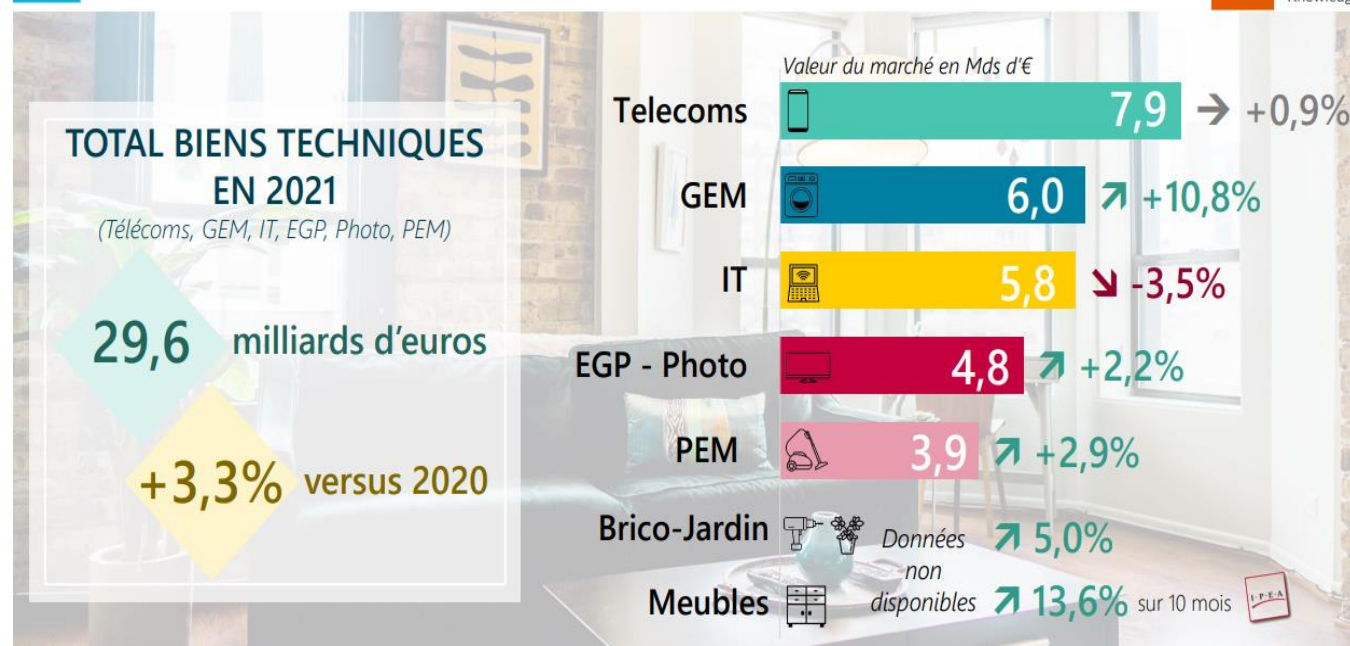 Knowledg
Valeur du marché en Mds d'€
TOTAL BIENS TECHNIQUES
EN 2021
(Télécoms, GEM, IT, EGP, Photo, PEM)
29,6 milliards d'euros
+3,3% versus 2020
Telecoms 7,9 → +0,9%
GEM 6,0 ↗ +10,8%
IT 5,8 ↘ -3,5%
EGP - Photo 4,8 ↗ +2,2%
PEM 3,9 ↗ +2,9%
Brico-Jardin ↗ 5,0%
Données
non
disponibles
Meubles ↗ 13,6% sur 10 mois
I·P·E·A